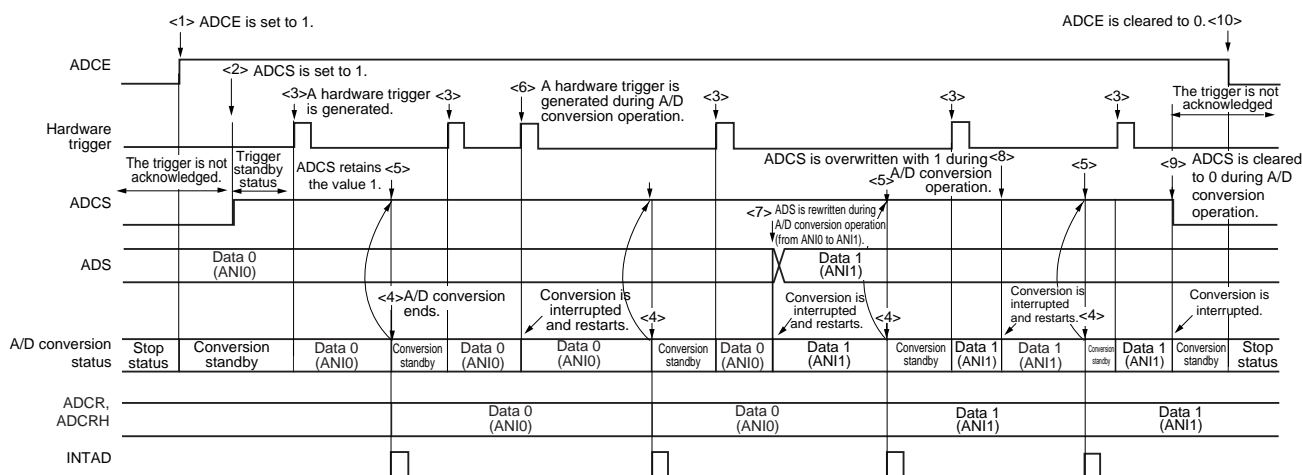 <1> ADCE is set to 1.
ADCE is cleared to 0. <10>
ADCE
<2> ADCS is set to 1.
<3> A hardware trigger
is generated.
<3>
<6> A hardware trigger is
generated during A/D
conversion operation.
<3>
<3>
<3>
The trigger is not
acknowledged
Hardware
trigger
The trigger is not
acknowledged.
Trigger
standby
status
ADCS retains
the value 1.
<5>
ADCS is overwritten with 1 during
A/D conversion
operation.
<8>
<5>
<5>
<9> ADCS is cleared
to 0 during A/D
conversion
operation.
ADCS
<7> ADS is rewritten during
A/D conversion operation
(from ANI0 to ANI1).
ADS
Data 0
(ANI0)
Data 1
(ANI1)
<4> A/D conversion
ends.
Conversion is
interrupted
and restarts.
<4>
Conversion is
interrupted
and restarts.
<4>
Conversion is
interrupted
and restarts.
<4>
Conversion is
interrupted.
A/D conversion
status
Stop
status
Conversion
standby
Data 0
(ANI0)
Conversion
standby
Data 0
(ANI0)
Data 0
(ANI0)
Conversion
standby
Data 0
(ANI0)
Data 1
(ANI1)
Conversion
standby
Data 1
(ANI1)
Data 1
(ANI1)
Conversion
standby
Data 1
(ANI1)
Conversion
standby
Stop
status
ADCR,
ADCRH
Data 0
(ANI0)
Data 0
(ANI0)
Data 1
(ANI1)
Data 1
(ANI1)
INTAD